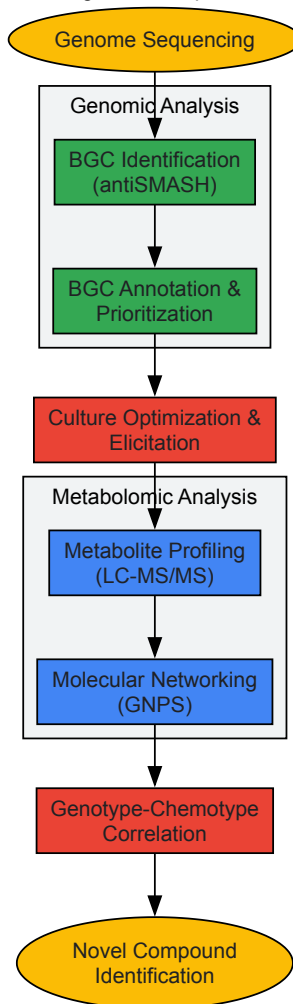 Genome Sequencing
Genomic Analysis
BGC Identification
(antiSMASH)
BGC Annotation &
Prioritization
Culture Optimization &
Elicitation
Metabolomic Analysis
Metabolite Profiling
(LC-MS/MS)
Molecular Networking
(GNPS)
Genotype-Chemotype
Correlation
Novel Compound
Identification